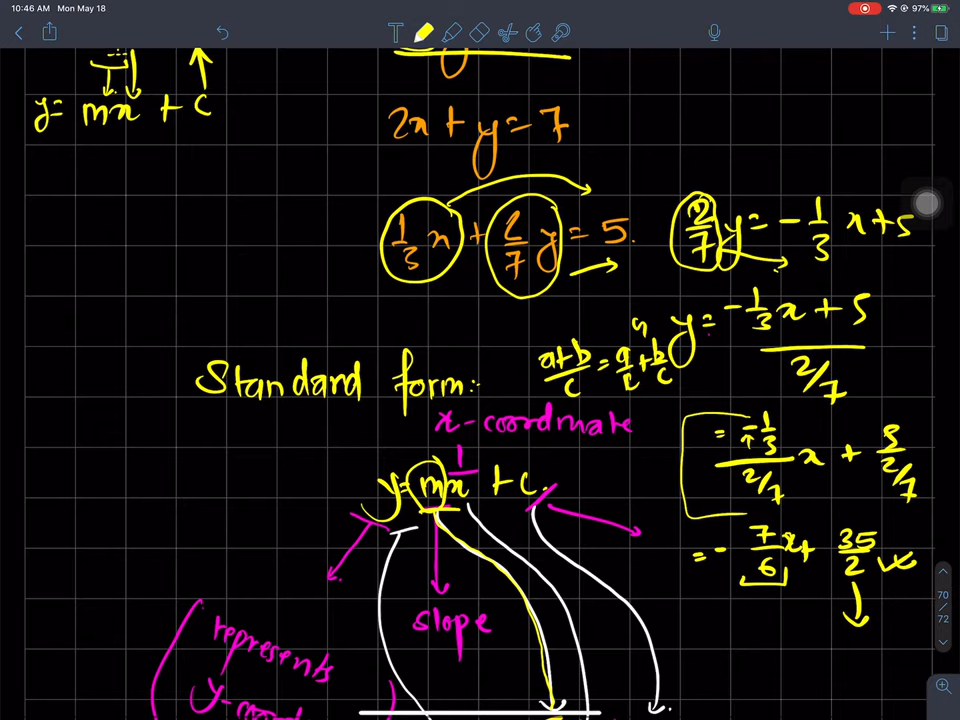 10:46 AM Mon May 18
97%
y = mx + c
2x + y = 7
1/3 x + 2/7 y = 5.
2/7 y = - 1/3 x + 5
y = (-1/3 x + 5) / (2/7)
(a+b)/c = a/c + b/c
Standard form:
= (-1/3)/(2/7) x + 5/(2/7)
x-coordinate
1
y = mx + c.
= - 7/6 x + 35/2
slope
represents
70
/
72